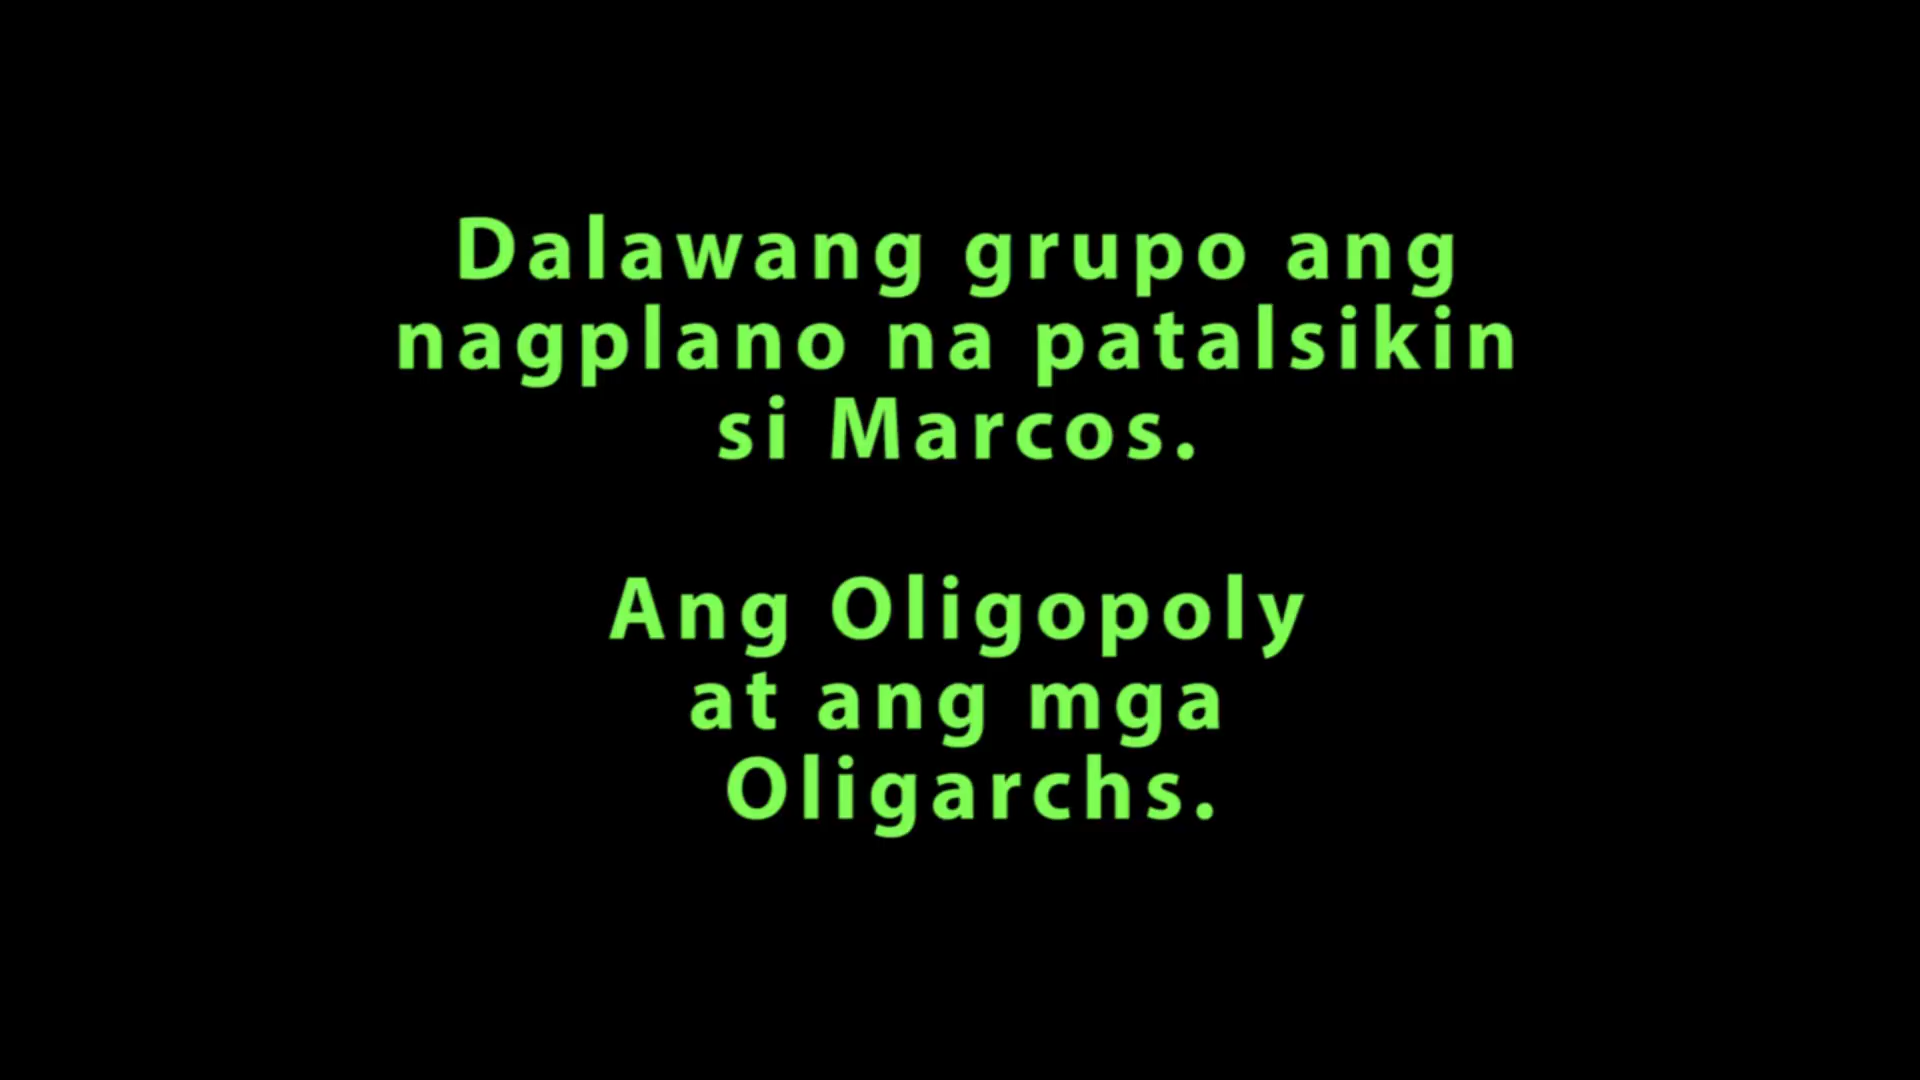 Dalawang grupo ang
nagplano na patalsikin
si Marcos.
Ang Oligopoly
at ang mga
Oligarchs.